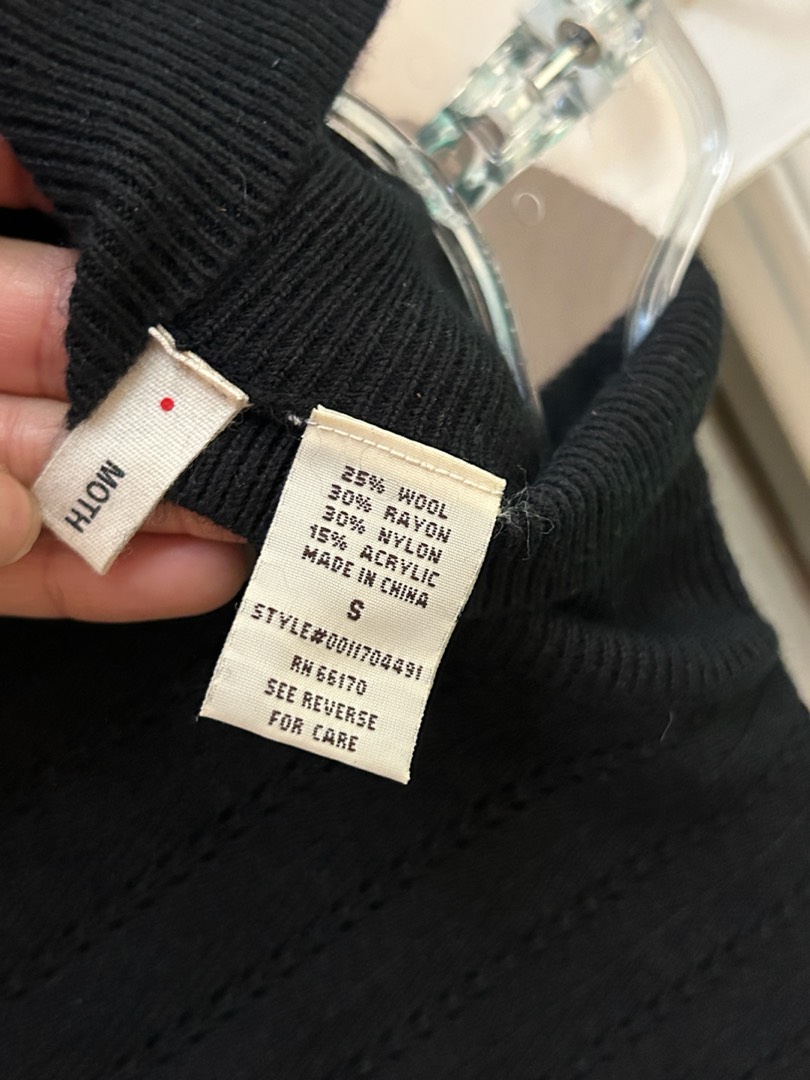 MOTH
25% WOOL
30% RAYON
30% NYLON
15% ACRYLIC
MADE IN CHINA
S
STYLE#0011704491
RN 66170
SEE REVERSE
FOR CARE